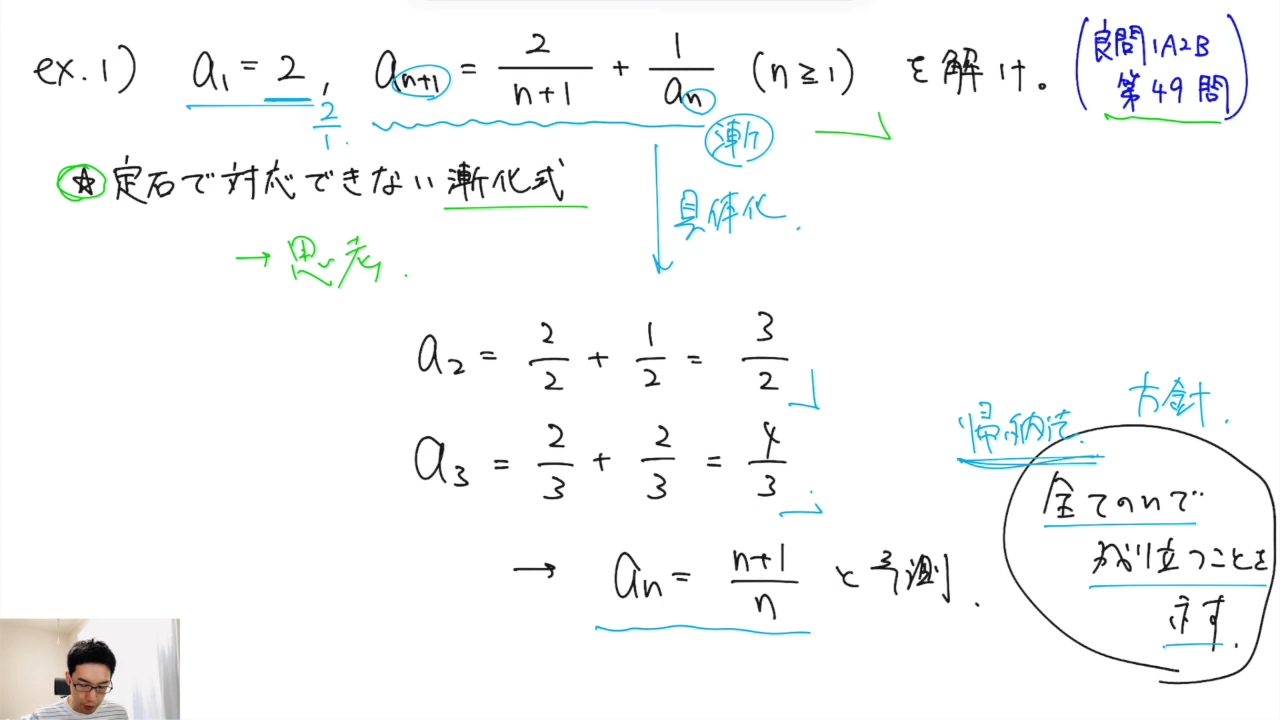 ex.1) a₁ = 2, aₙ₊₁ = 2/(n+1) + 1/aₙ (n ≧ 1) を解け。
(良問1A2B
第49問)
2/1.
漸
☆定石で対応できない漸化式
具体化.
→ 思考.
a₂ = 2/2 + 1/2 = 3/2
a₃ = 2/3 + 2/3 = 4/3
→ aₙ = (n+1)/n と予測.
方針.
帰納法.
全てのnで
成り立つことを
示す.